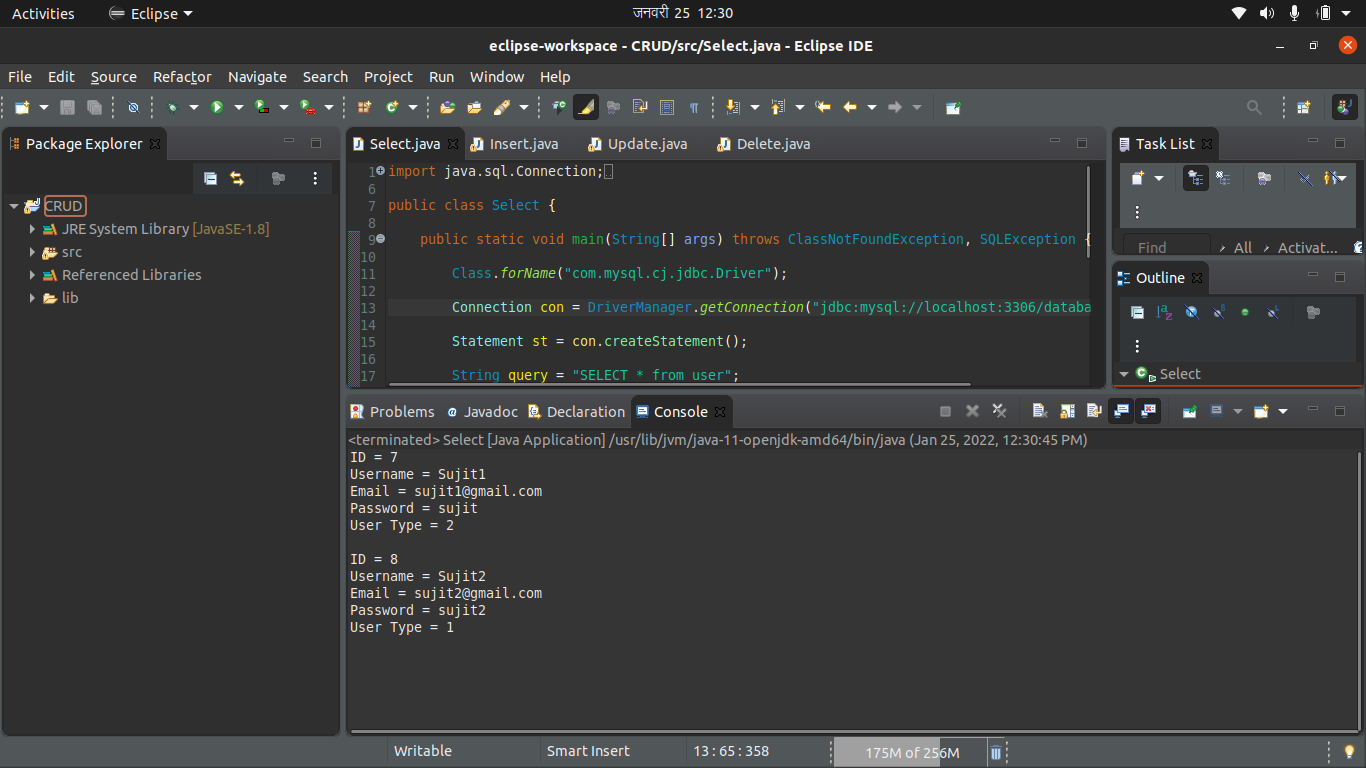 Activities Eclipse जनवरी 25 12:30
eclipse-workspace - CRUD/src/Select.java - Eclipse IDE
File Edit Source Refactor Navigate Search Project Run Window Help
Package Explorer
CRUD
JRE System Library [JavaSE-1.8]
src
Referenced Libraries
lib
Select.java Insert.java Update.java Delete.java
1 import java.sql.Connection;
6
7 public class Select {
8
9 public static void main(String[] args) throws ClassNotFoundException, SQLException {
10
11 Class.forName("com.mysql.cj.jdbc.Driver");
12
13 Connection con = DriverManager.getConnection("jdbc:mysql://localhost:3306/databa
14
15 Statement st = con.createStatement();
16
17 String query = "SELECT * from user";
Task List
Find All Activat...
Outline
Select
Problems Javadoc Declaration Console
<terminated> Select [Java Application] /usr/lib/jvm/java-11-openjdk-amd64/bin/java (Jan 25, 2022, 12:30:45 PM)
ID = 7
Username = Sujit1
Email = sujit1@gmail.com
Password = sujit
User Type = 2
ID = 8
Username = Sujit2
Email = sujit2@gmail.com
Password = sujit2
User Type = 1
Writable Smart Insert 13 : 65 : 358 175M of 256M